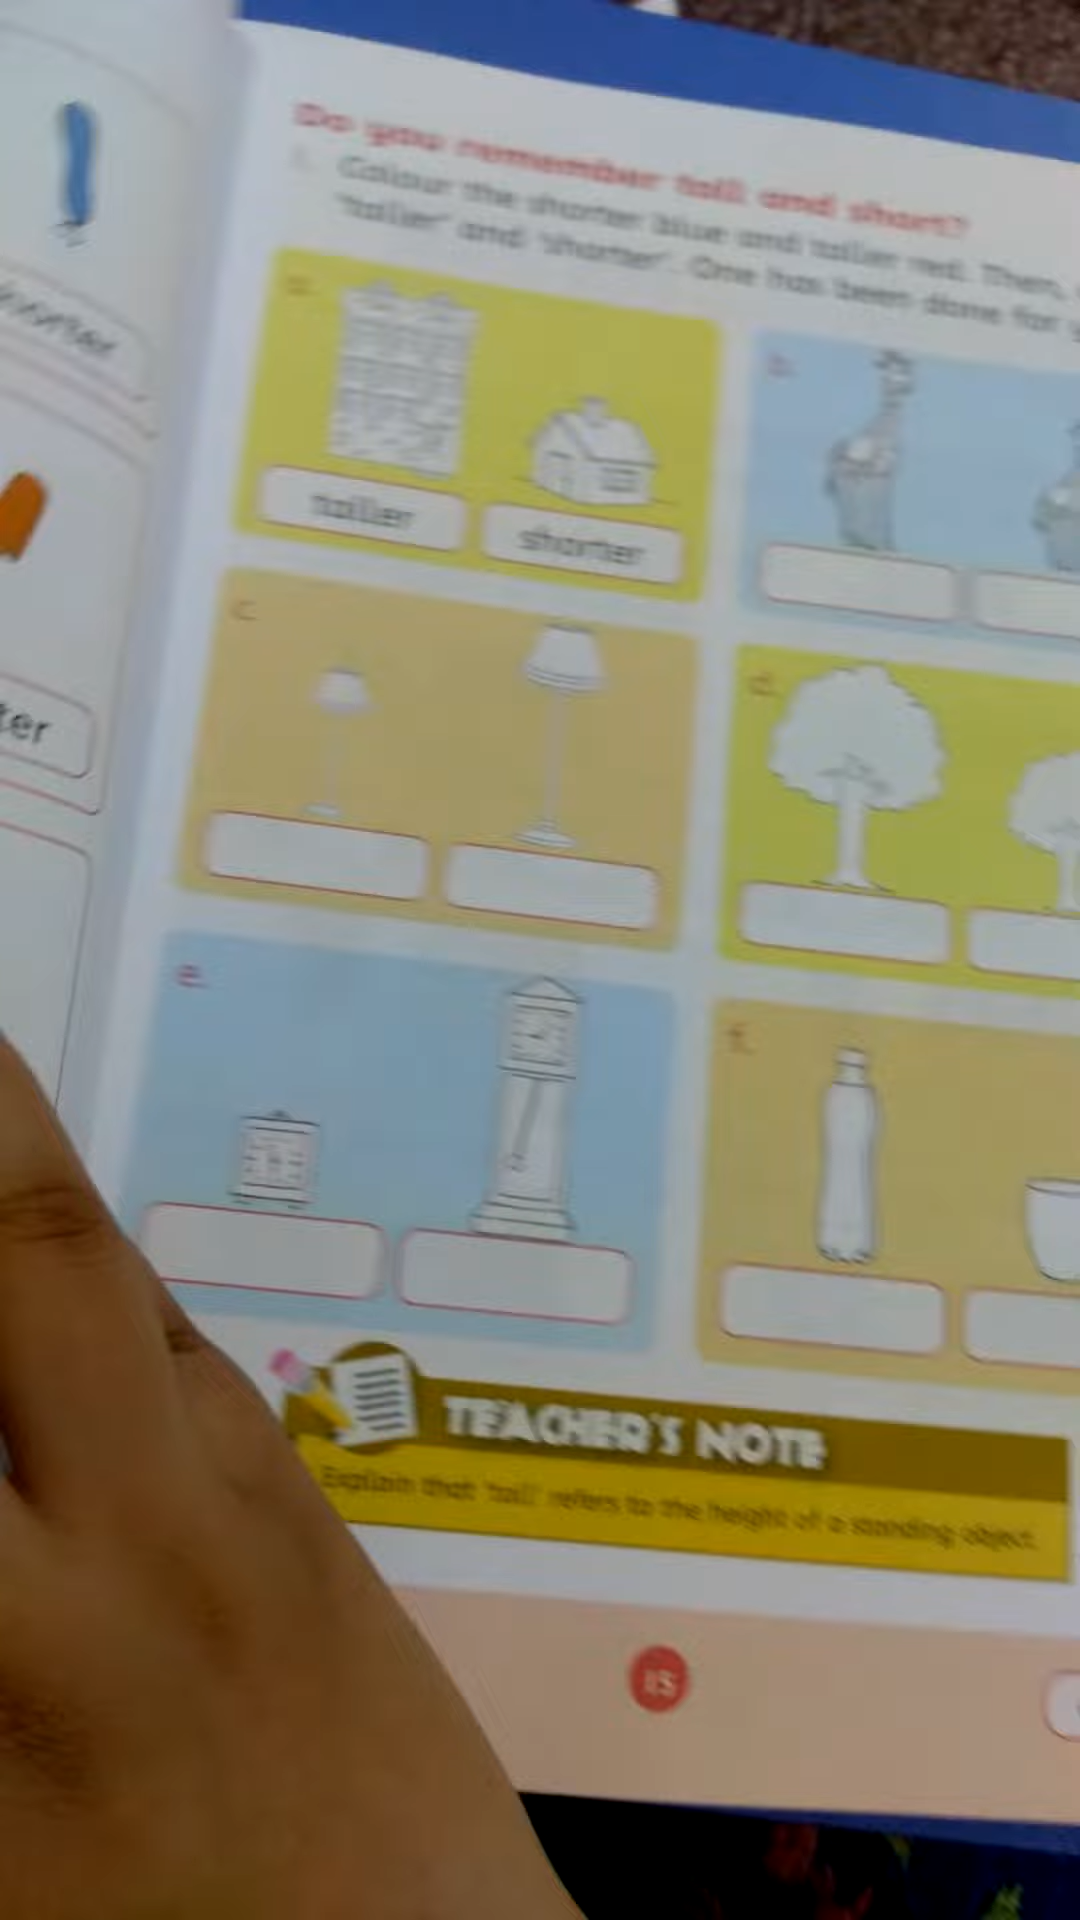 shorter
ter
Do you remember tall and short?
1. Colour the shorter blue and taller red. Then,
'taller' and 'shorter'. One has been done for y
a.
b.
taller
shorter
c.
d.
e.
f.
TEACHER'S NOTE
Explain that 'tall' refers to the height of a standing object.
15